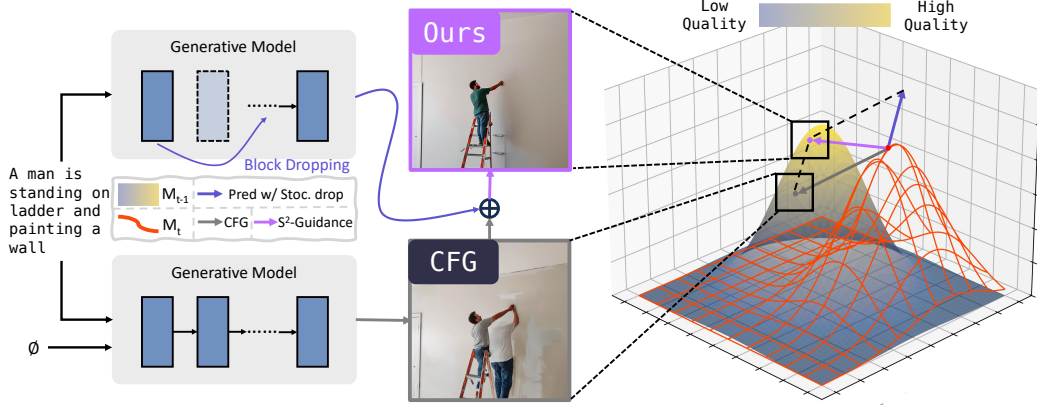 Generative Model
Block Dropping
A man is
standing on
ladder and
painting a
wall
M_{t-1}
Pred w/ Stoc. drop
M_t
CFG
S²-Guidance
Generative Model
∅
Ours
CFG
Low
Quality
High
Quality